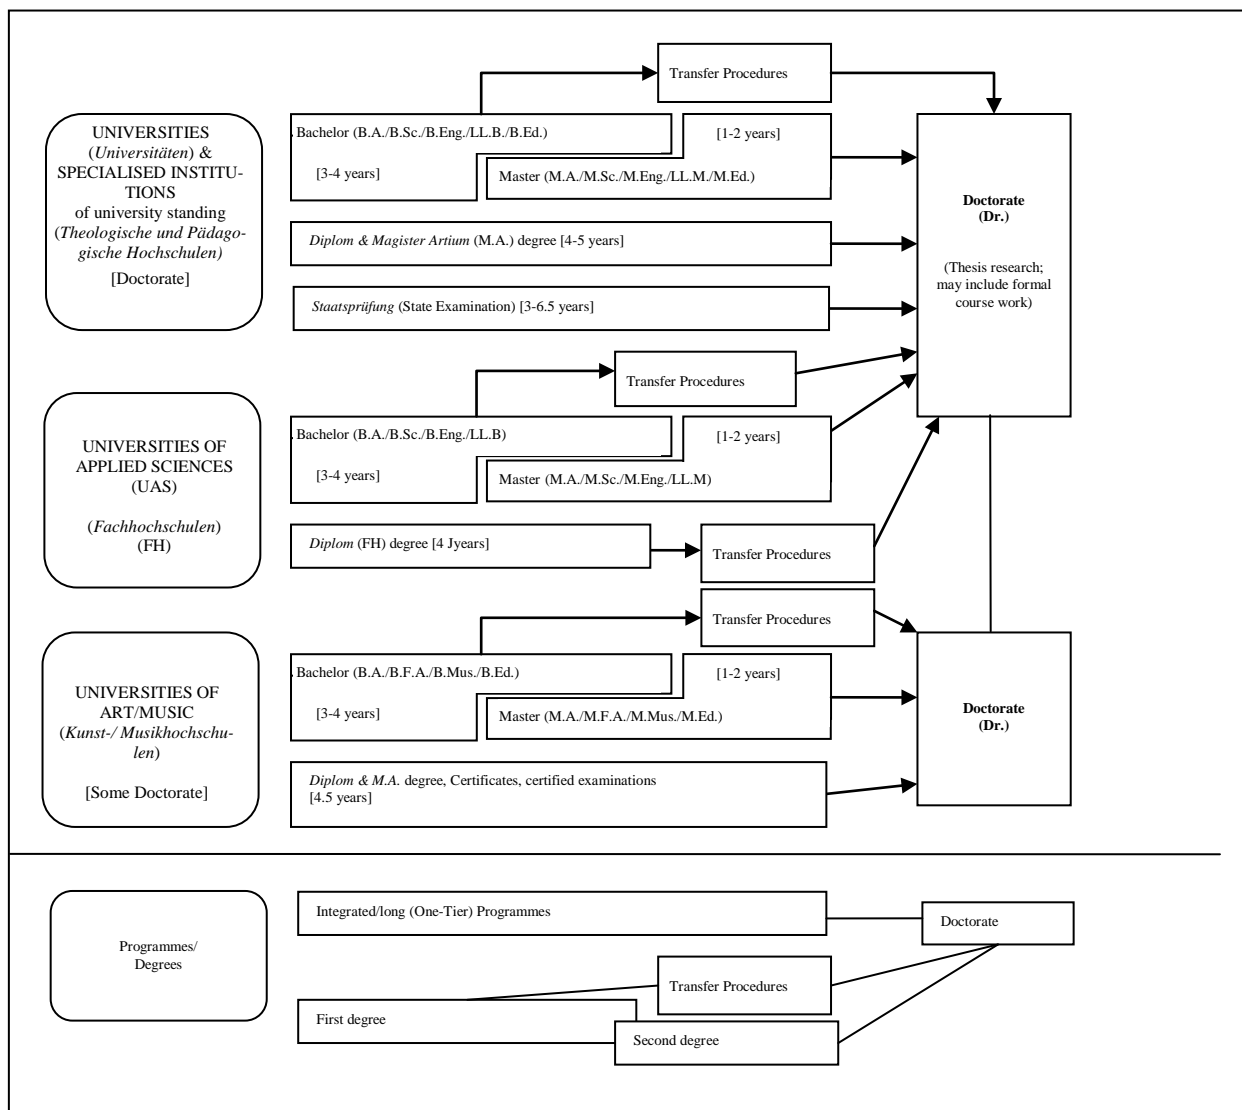 Transfer Procedures
UNIVERSITIES
(Universitäten) &
SPECIALISED INSTITU-
TIONS
of university standing
(Theologische und Pädago-
gische Hochschulen)
[Doctorate]
. Bachelor (B.A./B.Sc./B.Eng./LL.B./B.Ed.)
[3-4 years]
[1-2 years]
Master (M.A./M.Sc./M.Eng./LL.M./M.Ed.)
Diplom & Magister Artium (M.A.) degree [4-5 years]
Staatsprüfung (State Examination) [3-6.5 years]
Doctorate
(Dr.)
(Thesis research;
may include formal
course work)
Transfer Procedures
UNIVERSITIES OF
APPLIED SCIENCES
(UAS)
(Fachhochschulen)
(FH)
. Bachelor (B.A./B.Sc./B.Eng./LL.B)
[3-4 years]
[1-2 years]
Master (M.A./M.Sc./M.Eng./LL.M)
Diplom (FH) degree [4 Jyears]
Transfer Procedures
Transfer Procedures
UNIVERSITIES OF
ART/MUSIC
(Kunst-/ Musikhochschu-
len)
[Some Doctorate]
. Bachelor (B.A./B.F.A./B.Mus./B.Ed.)
[3-4 years]
[1-2 years]
Master (M.A./M.F.A./M.Mus./M.Ed.)
Diplom & M.A. degree, Certificates, certified examinations
[4.5 years]
Doctorate
(Dr.)
Programmes/
Degrees
Integrated/long (One-Tier) Programmes
Doctorate
Transfer Procedures
First degree
Second degree